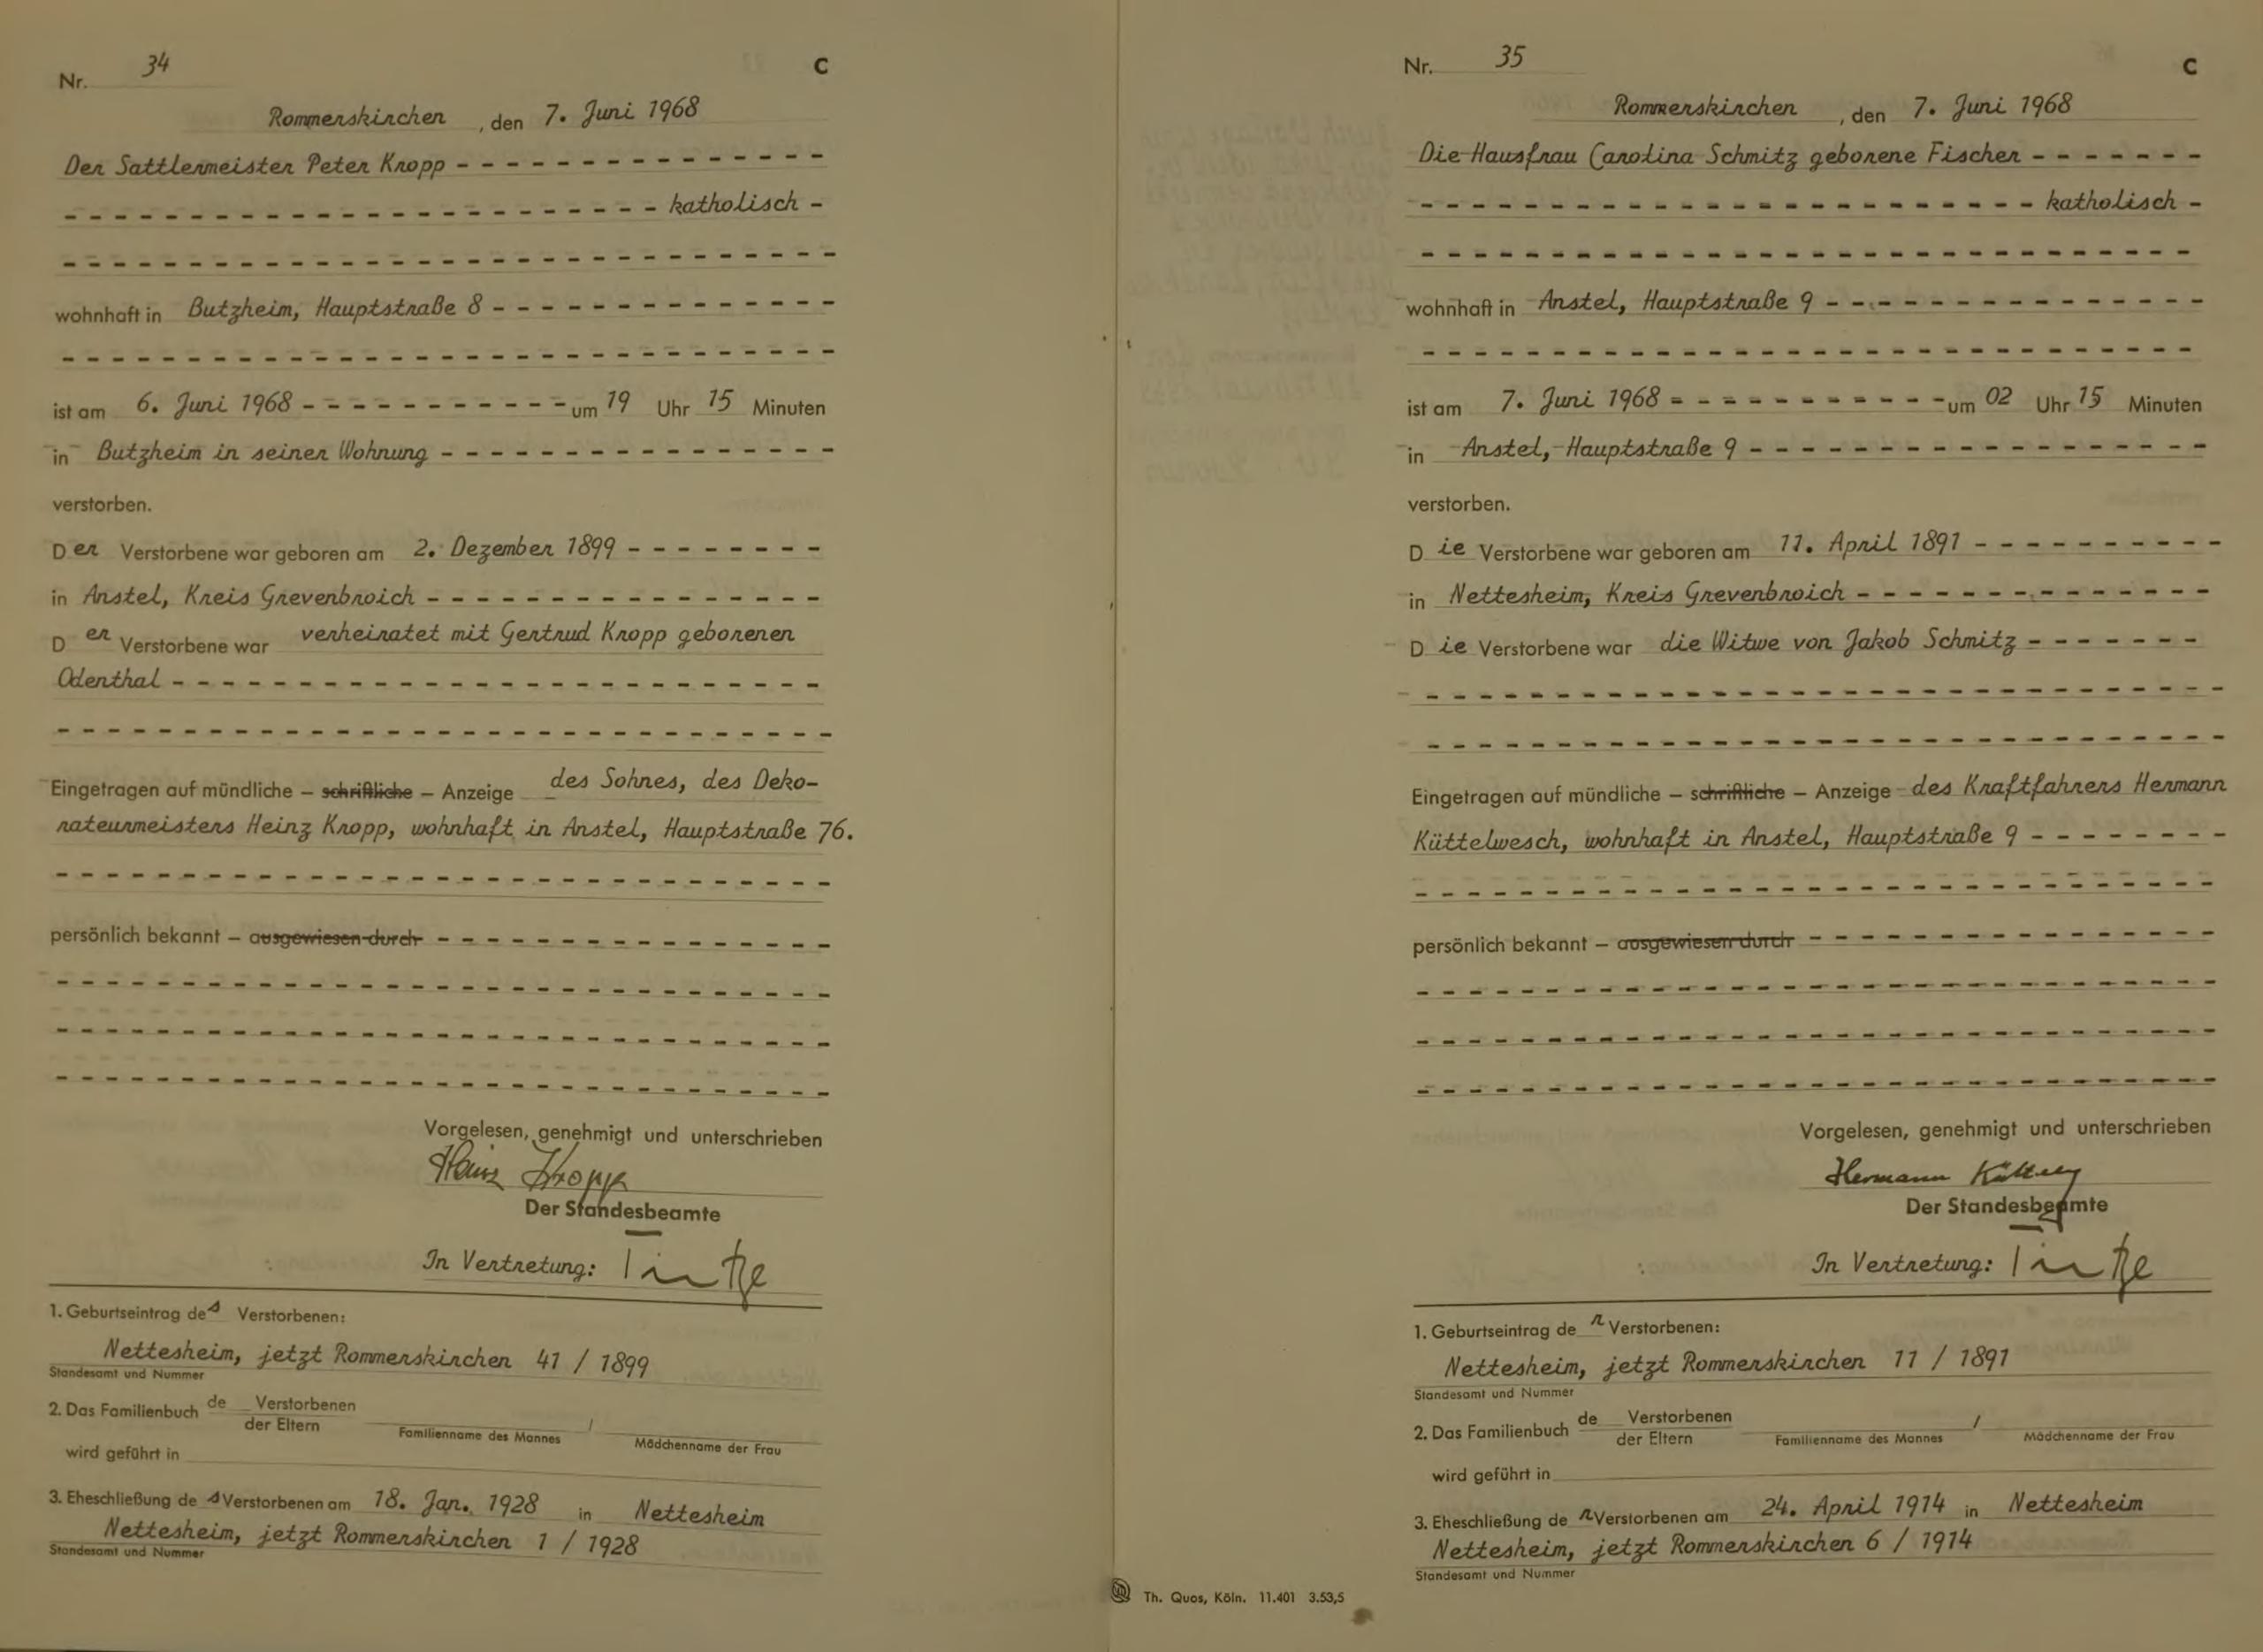 Nr. 34 C
Rommerskirchen, den 7. Juni 1968
Der Sattlermeister Peter Kropp
katholisch
wohnhaft in Butzheim, Hauptstraße 8
ist am 6. Juni 1968 um 19 Uhr 15 Minuten
in Butzheim in seiner Wohnung
verstorben.
Der Verstorbene war geboren am 2. Dezember 1899
in Anstel, Kreis Grevenbroich
Der Verstorbene war verheiratet mit Gertrud Kropp geborenen
Odenthal
Eingetragen auf mündliche – schriftliche – Anzeige des Sohnes, des Deko-
rateurmeisters Heinz Kropp, wohnhaft in Anstel, Hauptstraße 76.
persönlich bekannt – ausgewiesen durch
Vorgelesen, genehmigt und unterschrieben
Heinz Kropp
Der Standesbeamte
In Vertretung:
1. Geburtseintrag des Verstorbenen:
Nettesheim, jetzt Rommerskirchen 41 / 1899
Standesamt und Nummer
2. Das Familienbuch de Verstorbenen
der Eltern
Familienname des Mannes / Mädchenname der Frau
wird geführt in
3. Eheschließung des Verstorbenen am 18. Jan. 1928 in Nettesheim
Nettesheim, jetzt Rommerskirchen 1 / 1928
Standesamt und Nummer
Nr. 35 C
Rommerskirchen, den 7. Juni 1968
Die Hausfrau Carolina Schmitz geborene Fischer
katholisch
wohnhaft in Anstel, Hauptstraße 9
ist am 7. Juni 1968 um 02 Uhr 15 Minuten
in Anstel, Hauptstraße 9
verstorben.
Die Verstorbene war geboren am 11. April 1891
in Nettesheim, Kreis Grevenbroich
Die Verstorbene war die Witwe von Jakob Schmitz
Eingetragen auf mündliche – schriftliche – Anzeige des Kraftfahrers Hermann
Küttelwesch, wohnhaft in Anstel, Hauptstraße 9
persönlich bekannt – ausgewiesen durch
Vorgelesen, genehmigt und unterschrieben
Hermann
Der Standesbeamte
In Vertretung:
1. Geburtseintrag der Verstorbenen:
Nettesheim, jetzt Rommerskirchen 11 / 1891
Standesamt und Nummer
2. Das Familienbuch de Verstorbenen
der Eltern
Familienname des Mannes / Mädchenname der Frau
wird geführt in
3. Eheschließung der Verstorbenen am 24. April 1914 in Nettesheim
Nettesheim, jetzt Rommerskirchen 6 / 1914
Standesamt und Nummer
Th. Quos, Köln. 11.401 3.53,5